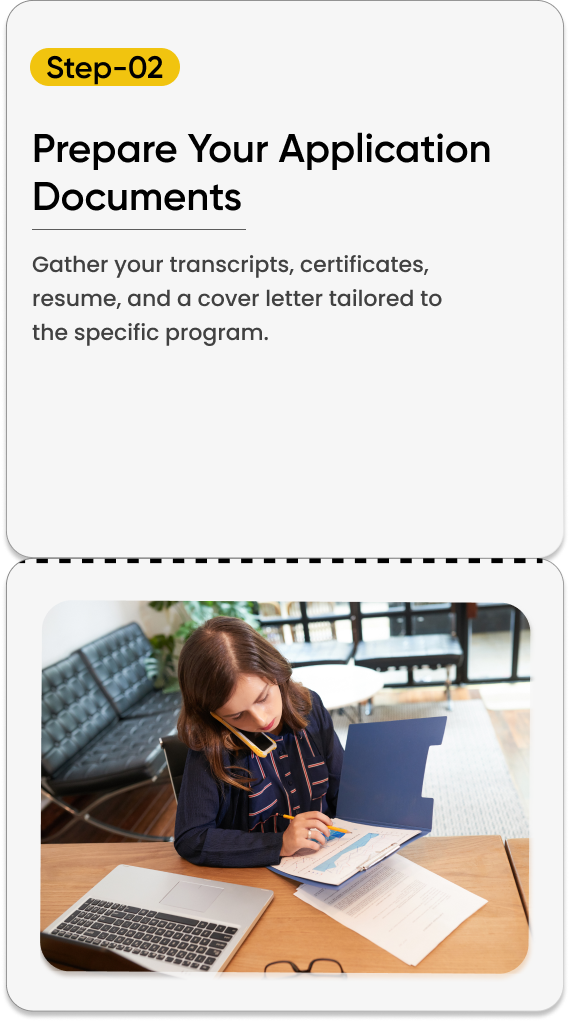 Step-02
Prepare Your Application
Documents
Gather your transcripts, certificates,
resume, and a cover letter tailored to
the specific program.